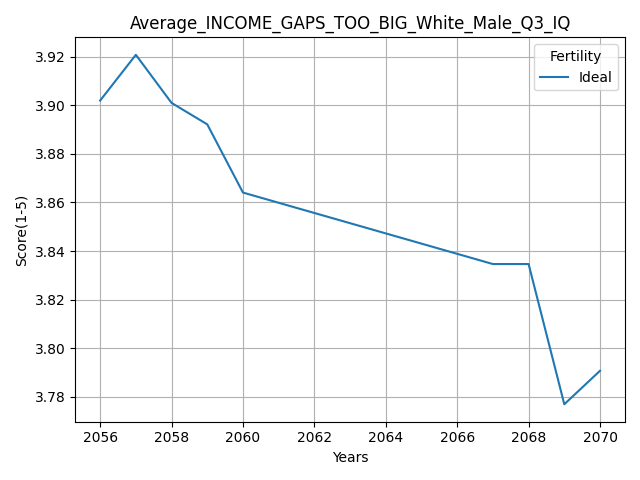 Average_INCOME_GAPS_TOO_BIG_White_Male_Q3_IQ
Fertility
Ideal
Score(1-5)
3.92
3.90
3.88
3.86
3.84
3.82
3.80
3.78
2056 2058 2060 2062 2064 2066 2068 2070
Years